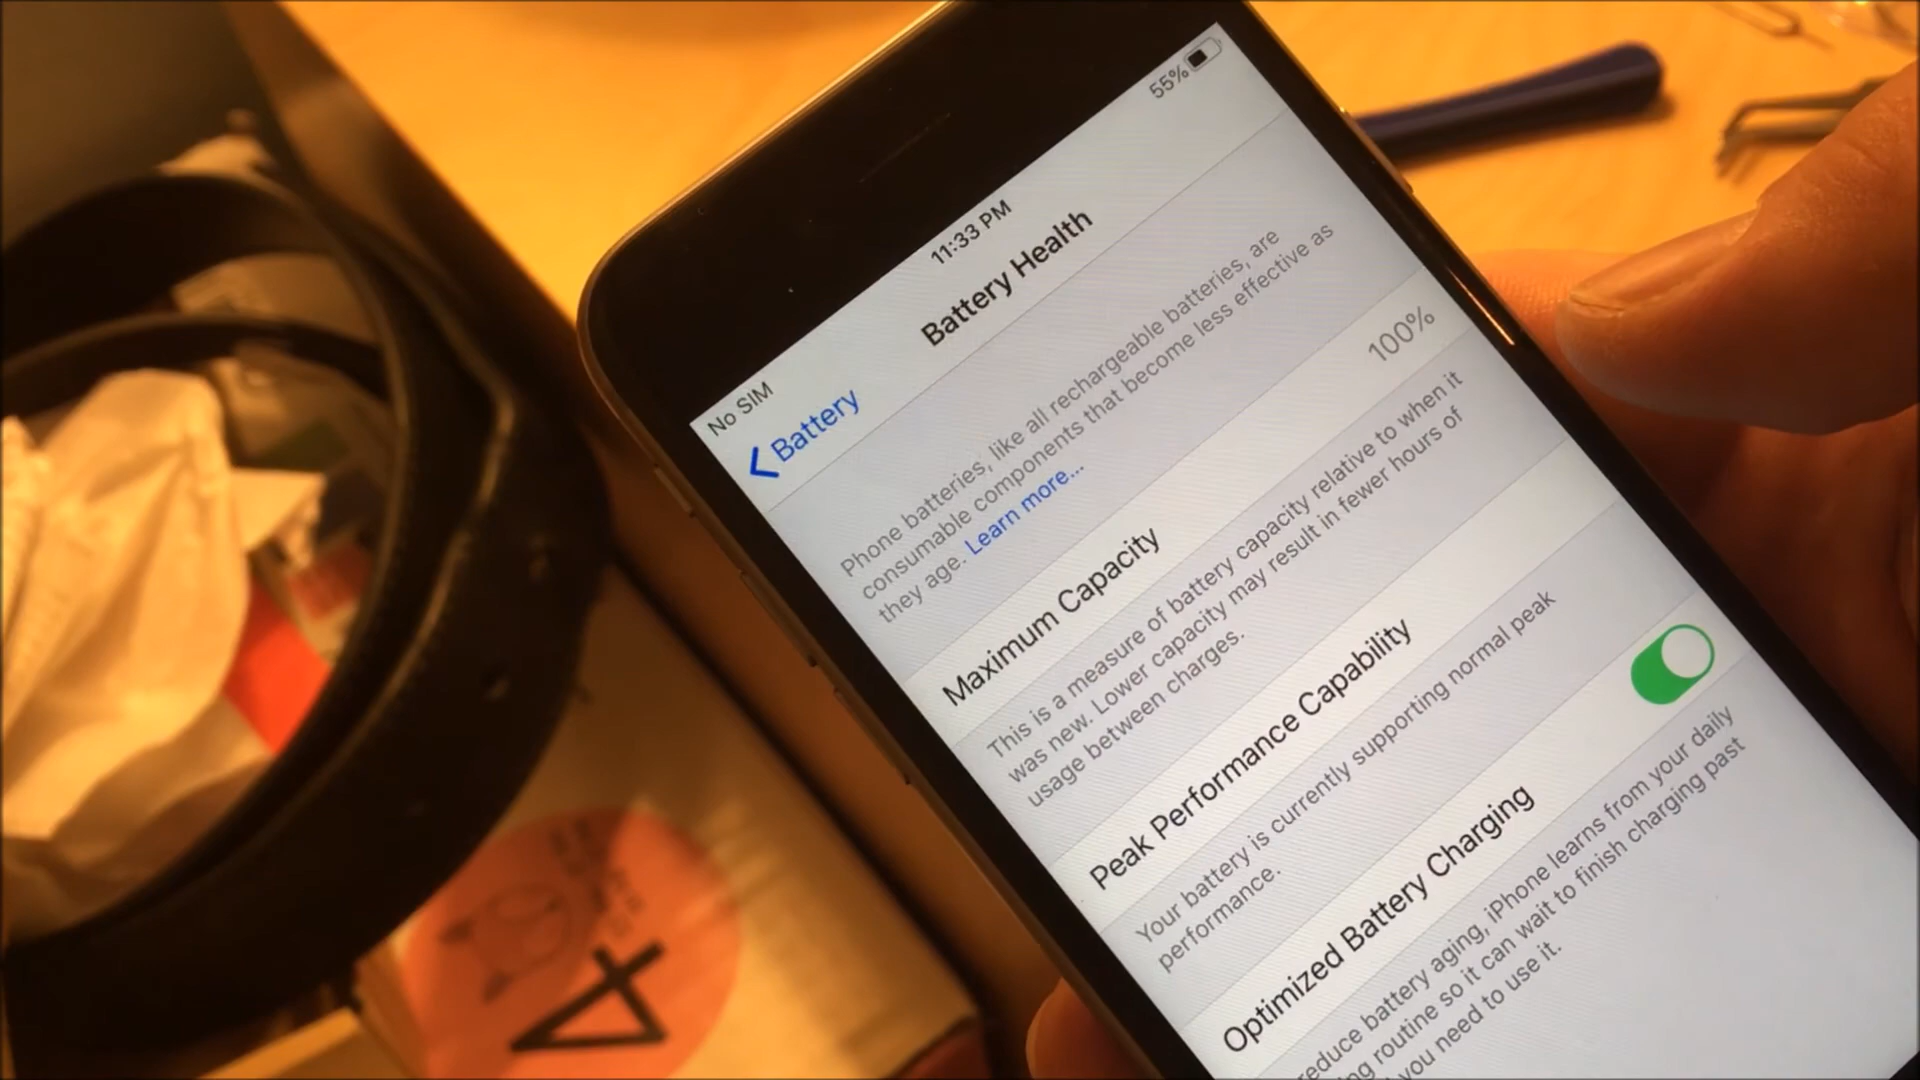 No SIM
11:33 PM
55%
Battery
Battery Health
Phone batteries, like all rechargeable batteries, are
consumable components that become less effective as
they age. Learn more...
Maximum Capacity
100%
This is a measure of battery capacity relative to when it
was new. Lower capacity may result in fewer hours of
usage between charges.
Peak Performance Capability
Your battery is currently supporting normal peak
performance.
Optimized Battery Charging
reduce battery aging, iPhone learns from your daily
routine so it can wait to finish charging past
you need to use it.
4